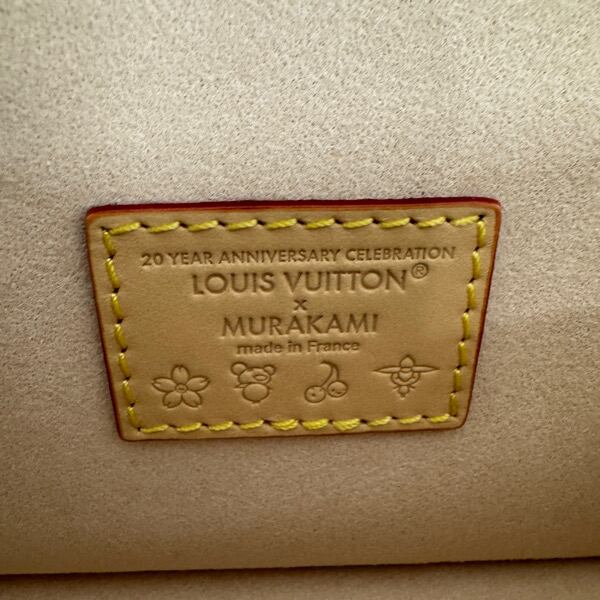 20 YEAR ANNIVERSARY CELEBRATION
LOUIS VUITTON®
x
MURAKAMI
made in France